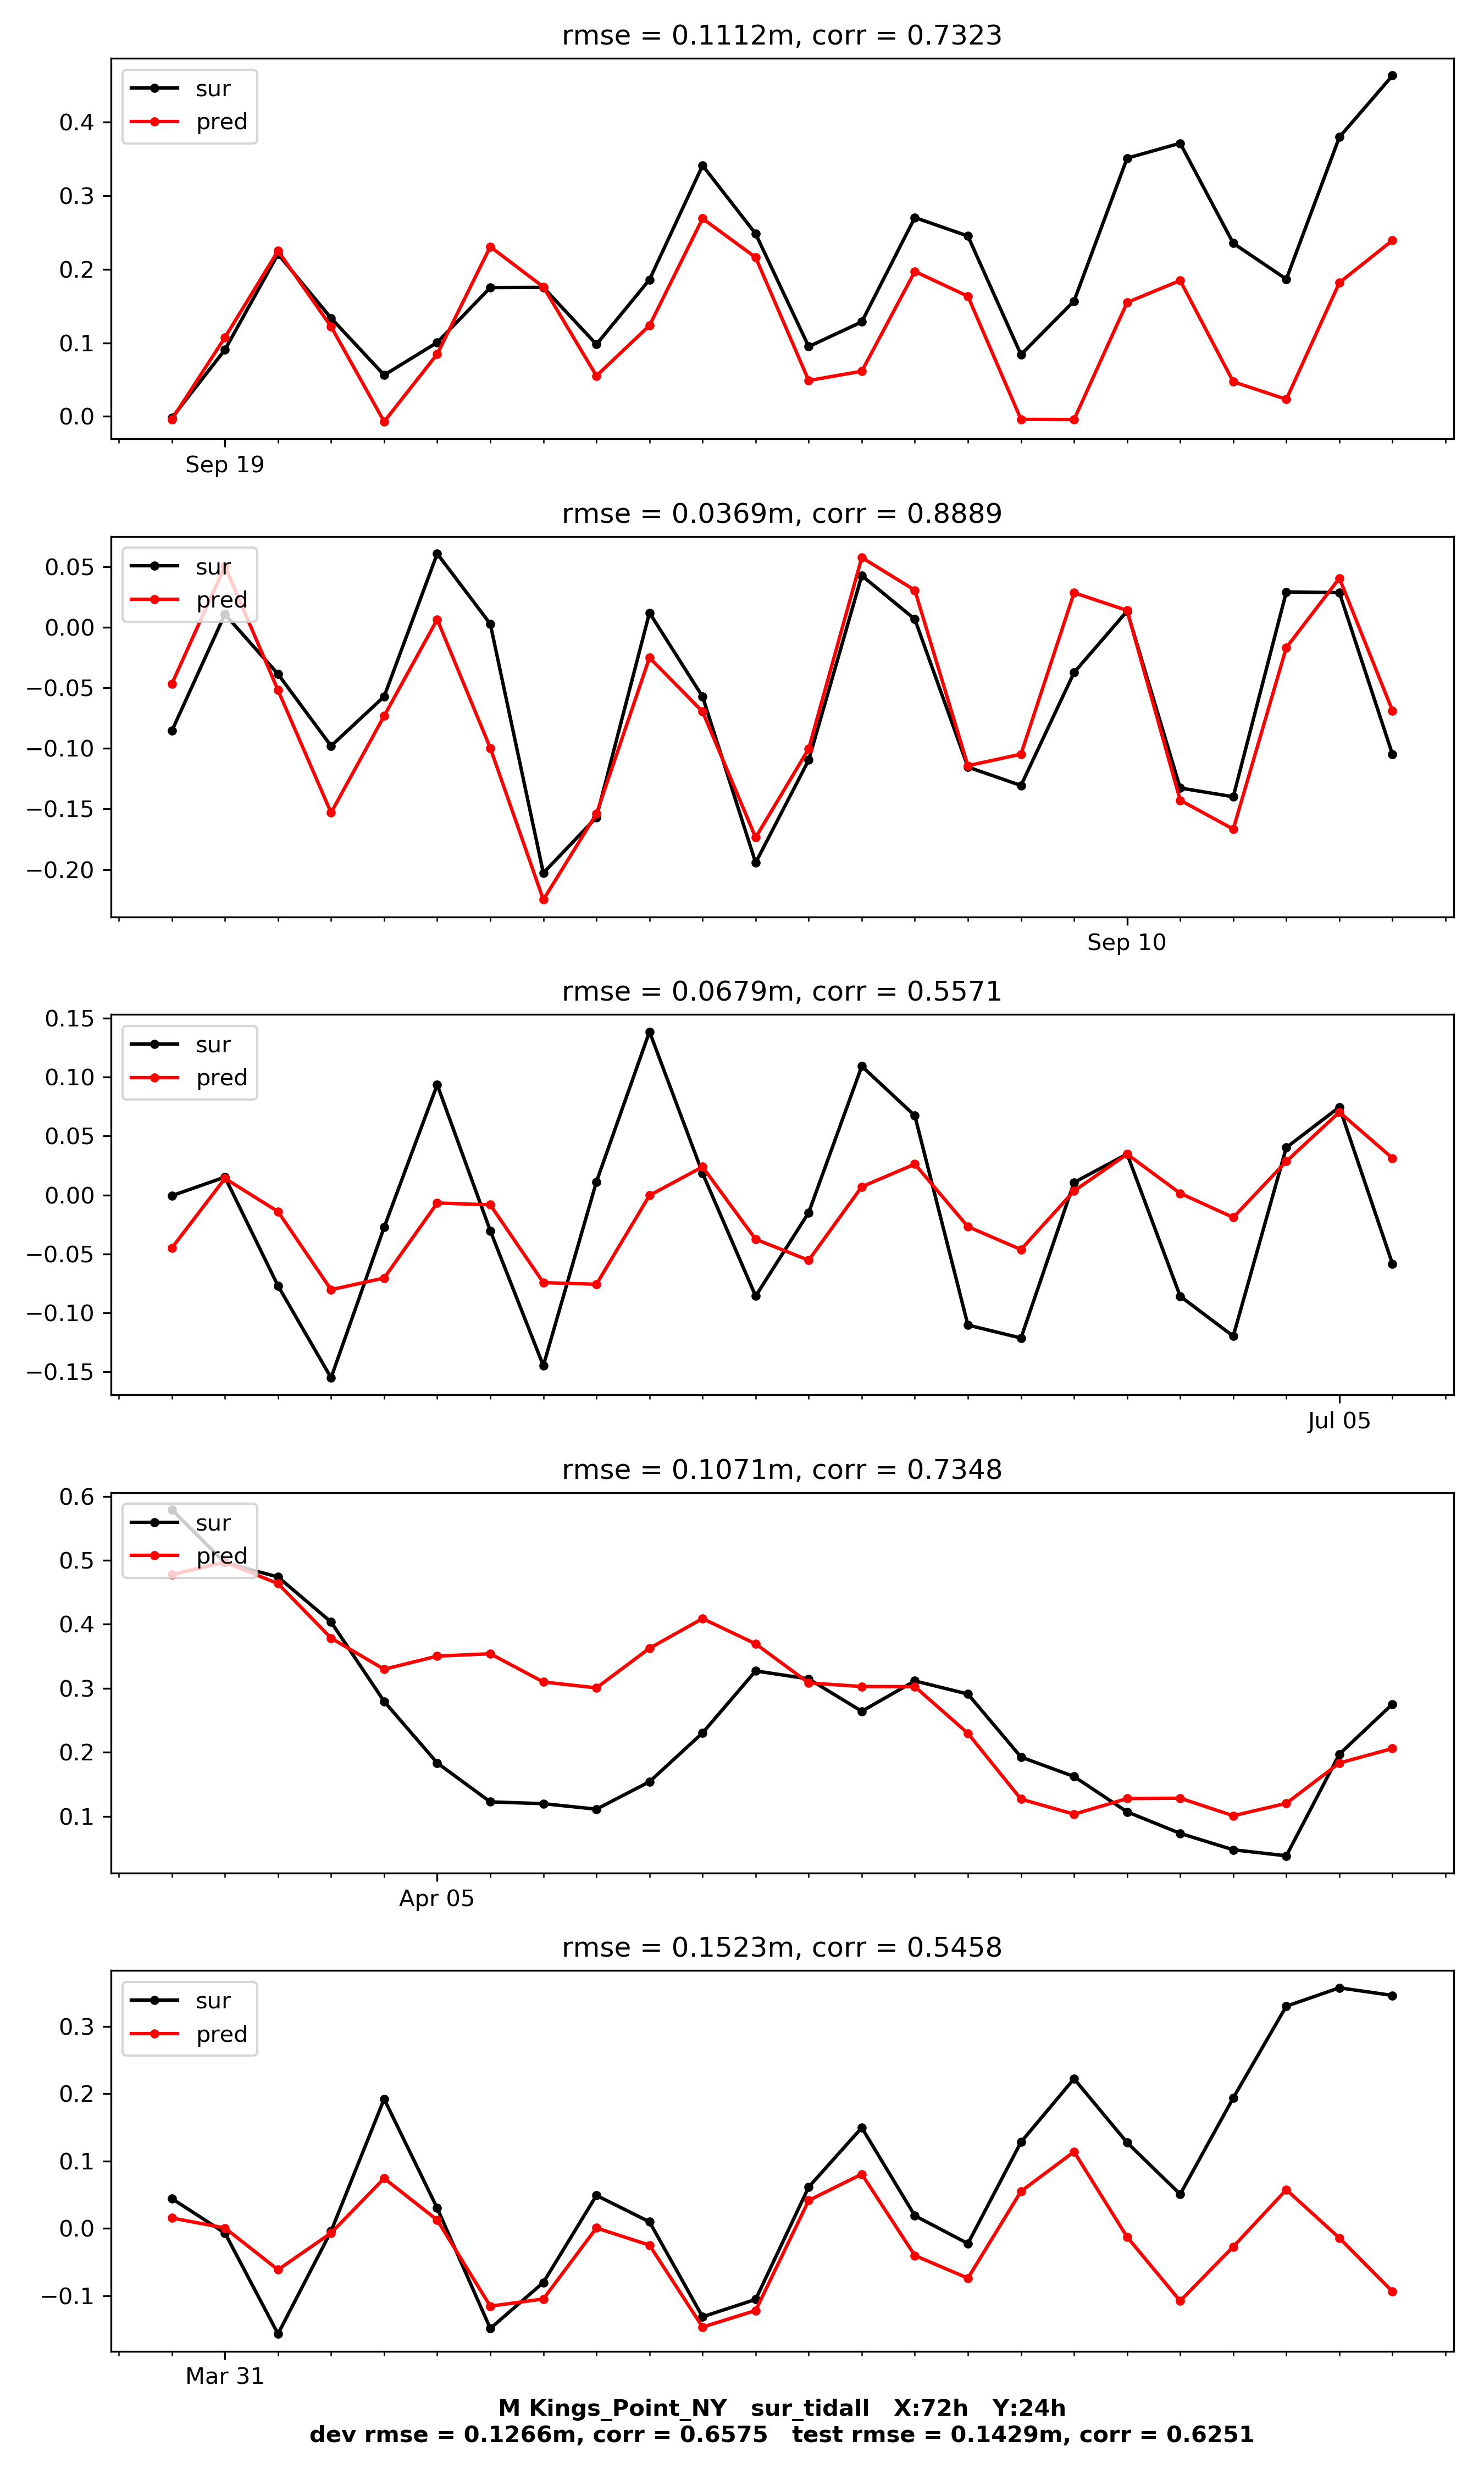 rmse = 0.1112m, corr = 0.7323
sur
pred
0.4
0.3
0.2
0.1
0.0
Sep 19
rmse = 0.0369m, corr = 0.8889
sur
pred
0.05
0.00
−0.05
−0.10
−0.15
−0.20
Sep 10
rmse = 0.0679m, corr = 0.5571
sur
pred
0.15
0.10
0.05
0.00
−0.05
−0.10
−0.15
Jul 05
rmse = 0.1071m, corr = 0.7348
sur
pred
0.6
0.5
0.4
0.3
0.2
0.1
Apr 05
rmse = 0.1523m, corr = 0.5458
sur
pred
0.3
0.2
0.1
0.0
−0.1
Mar 31
M Kings_Point_NY   sur_tidall   X:72h   Y:24h
dev rmse = 0.1266m, corr = 0.6575   test rmse = 0.1429m, corr = 0.6251